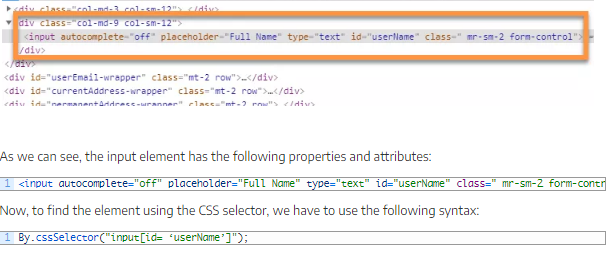 <div class="col-md-3 col-sm-12"> </div>
<div class="col-md-9 col-sm-12">
<input autocomplete="off" placeholder="Full Name" type="text" id="userName" class=" mr-sm-2 form-control">
</div>
</div>
<div id="userEmail-wrapper" class="mt-2 row">…</div>
<div id="currentAddress-wrapper" class="mt-2 row">…</div>
<div id="permanentAddress-wrapper" class="mt-2 row"> </div>
As we can see, the input element has the following properties and attributes:
1 <input autocomplete="off" placeholder="Full Name" type="text" id="userName" class=" mr-sm-2 form-contr
Now, to find the element using the CSS selector, we have to use the following syntax:
1 By.cssSelector("input[id= ‘userName’]");